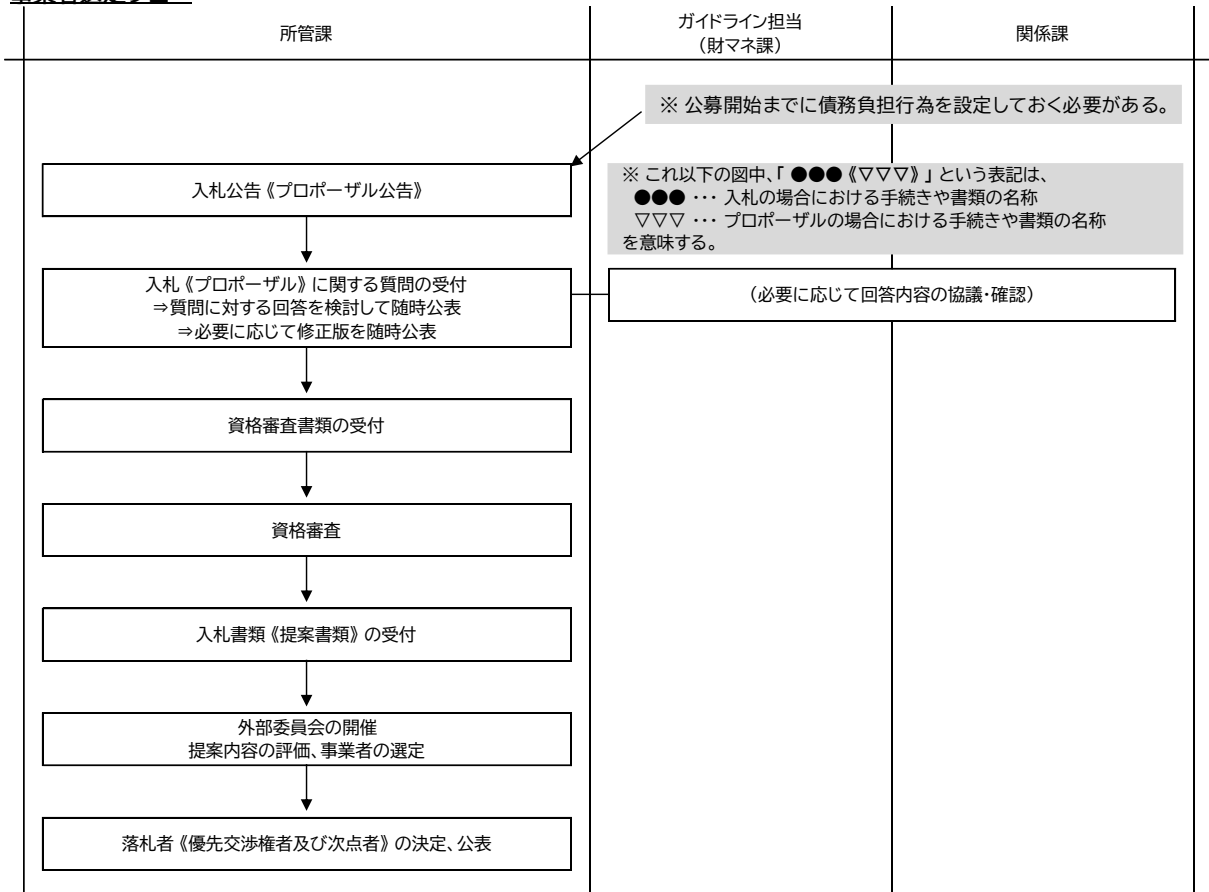 所管課
ガイドライン担当
(財マネ課)
関係課
※ 公募開始までに債務負担行為を設定しておく必要がある。
入札公告《プロポーザル公告》
※ これ以下の図中、「 ●●● 《▽▽▽》 」 という表記は、
●●● ・・・ 入札の場合における手続きや書類の名称
▽▽▽ ・・・ プロポーザルの場合における手続きや書類の名称
を意味する。
入札《プロポーザル》に関する質問の受付
⇒質問に対する回答を検討して随時公表
⇒必要に応じて修正版を随時公表
(必要に応じて回答内容の協議・確認)
資格審査書類の受付
資格審査
入札書類《提案書類》の受付
外部委員会の開催
提案内容の評価、事業者の選定
落札者《優先交渉権者及び次点者》の決定、公表